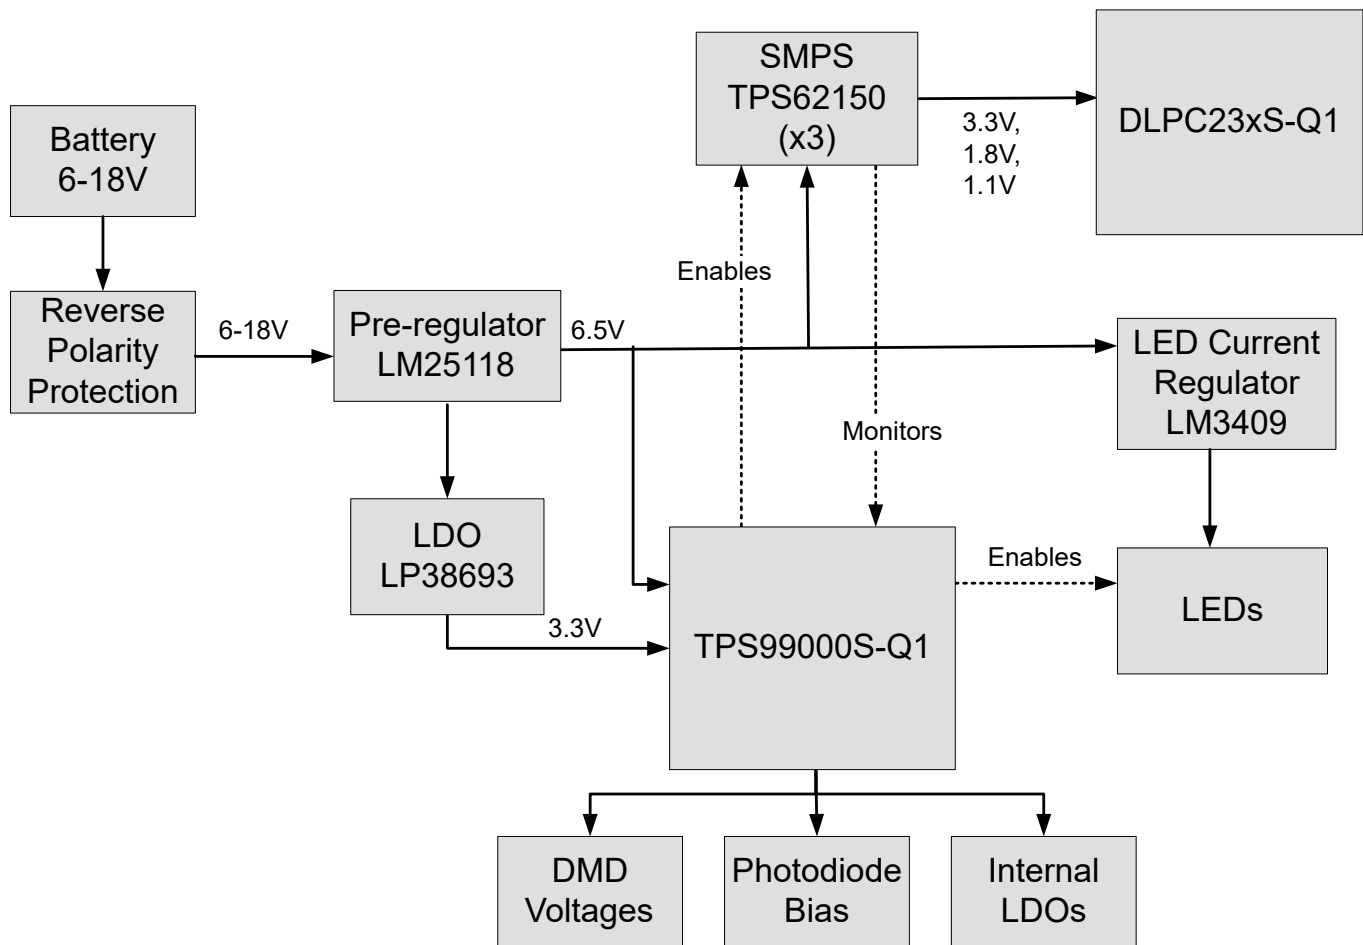 SMPS
TPS62150
(x3)
3.3V,
1.8V,
1.1V
DLPC23xS-Q1
Battery
6-18V
Enables
Reverse
Polarity
Protection
6-18V
Pre-regulator
LM25118
6.5V
LED Current
Regulator
LM3409
Monitors
LDO
LP38693
3.3V
TPS99000S-Q1
Enables
LEDs
DMD
Voltages
Photodiode
Bias
Internal
LDOs